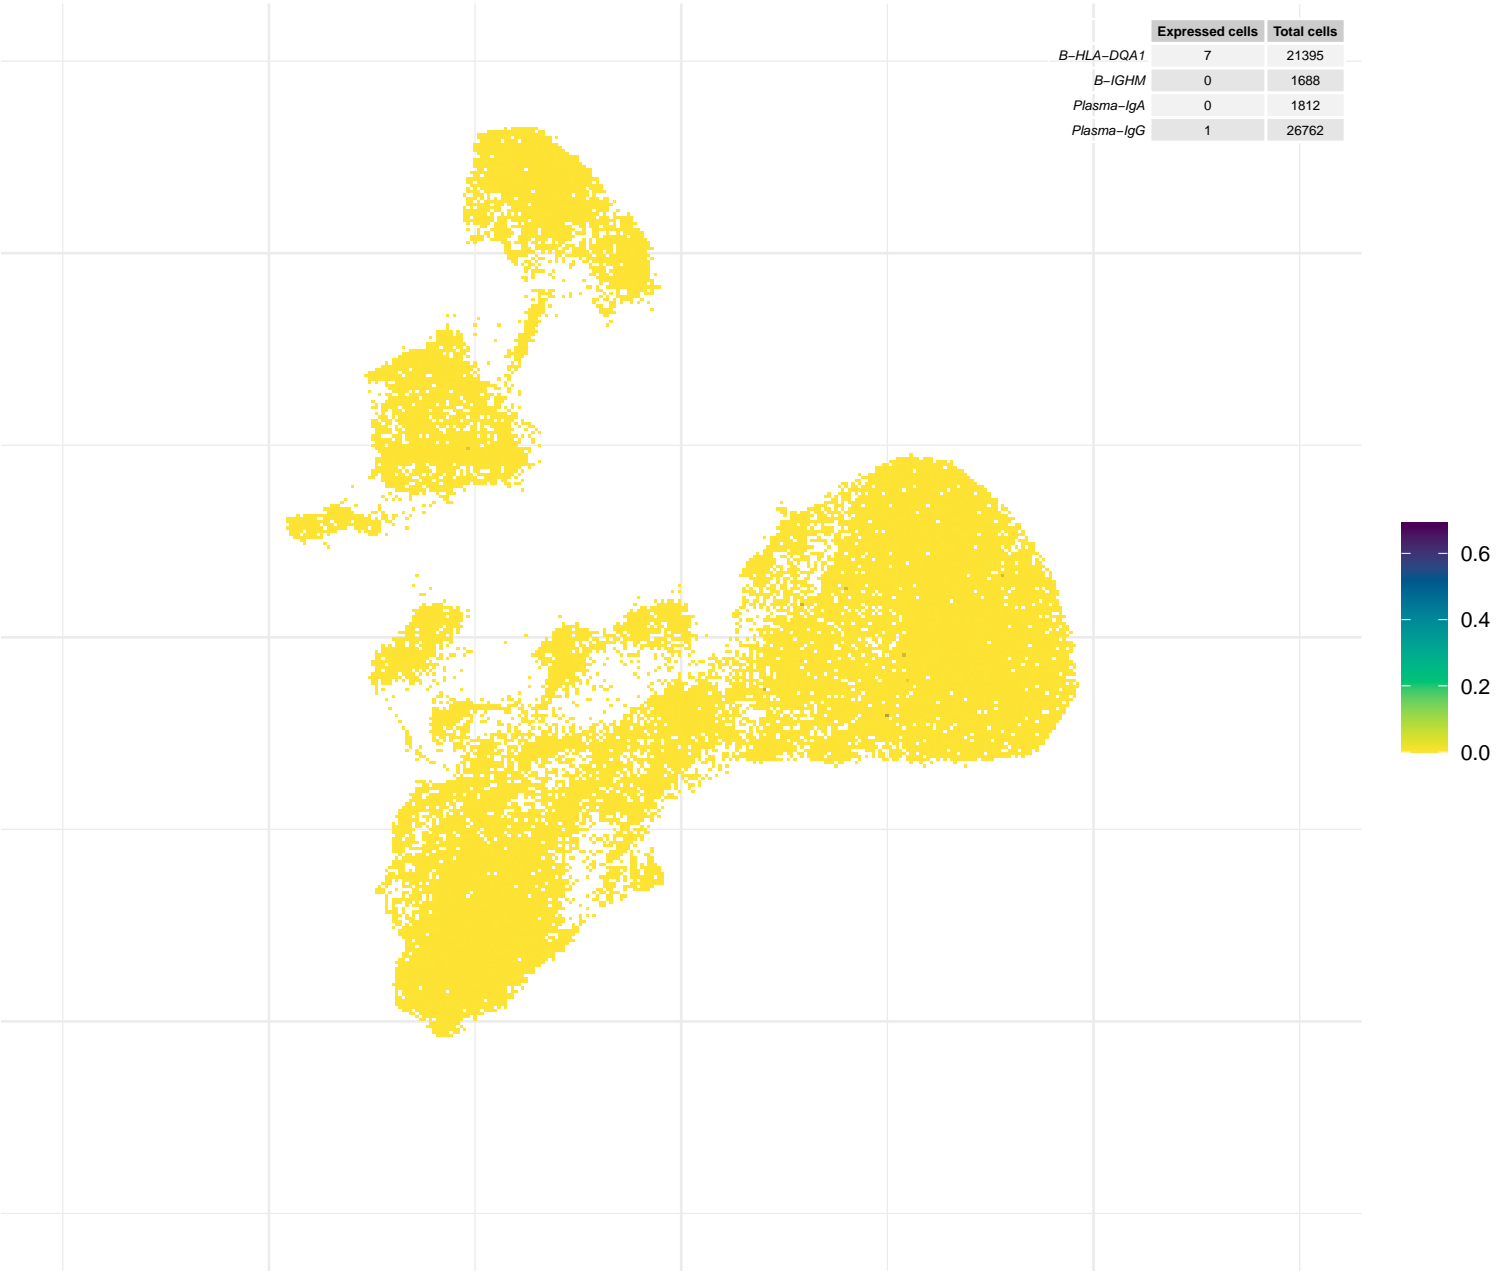 Expressed cells Total cells
B−HLA−DQA1 7 21395
B−IGHM 0 1688
Plasma−IgA 0 1812
Plasma−IgG 1 26762
0.6
0.4
0.2
0.0